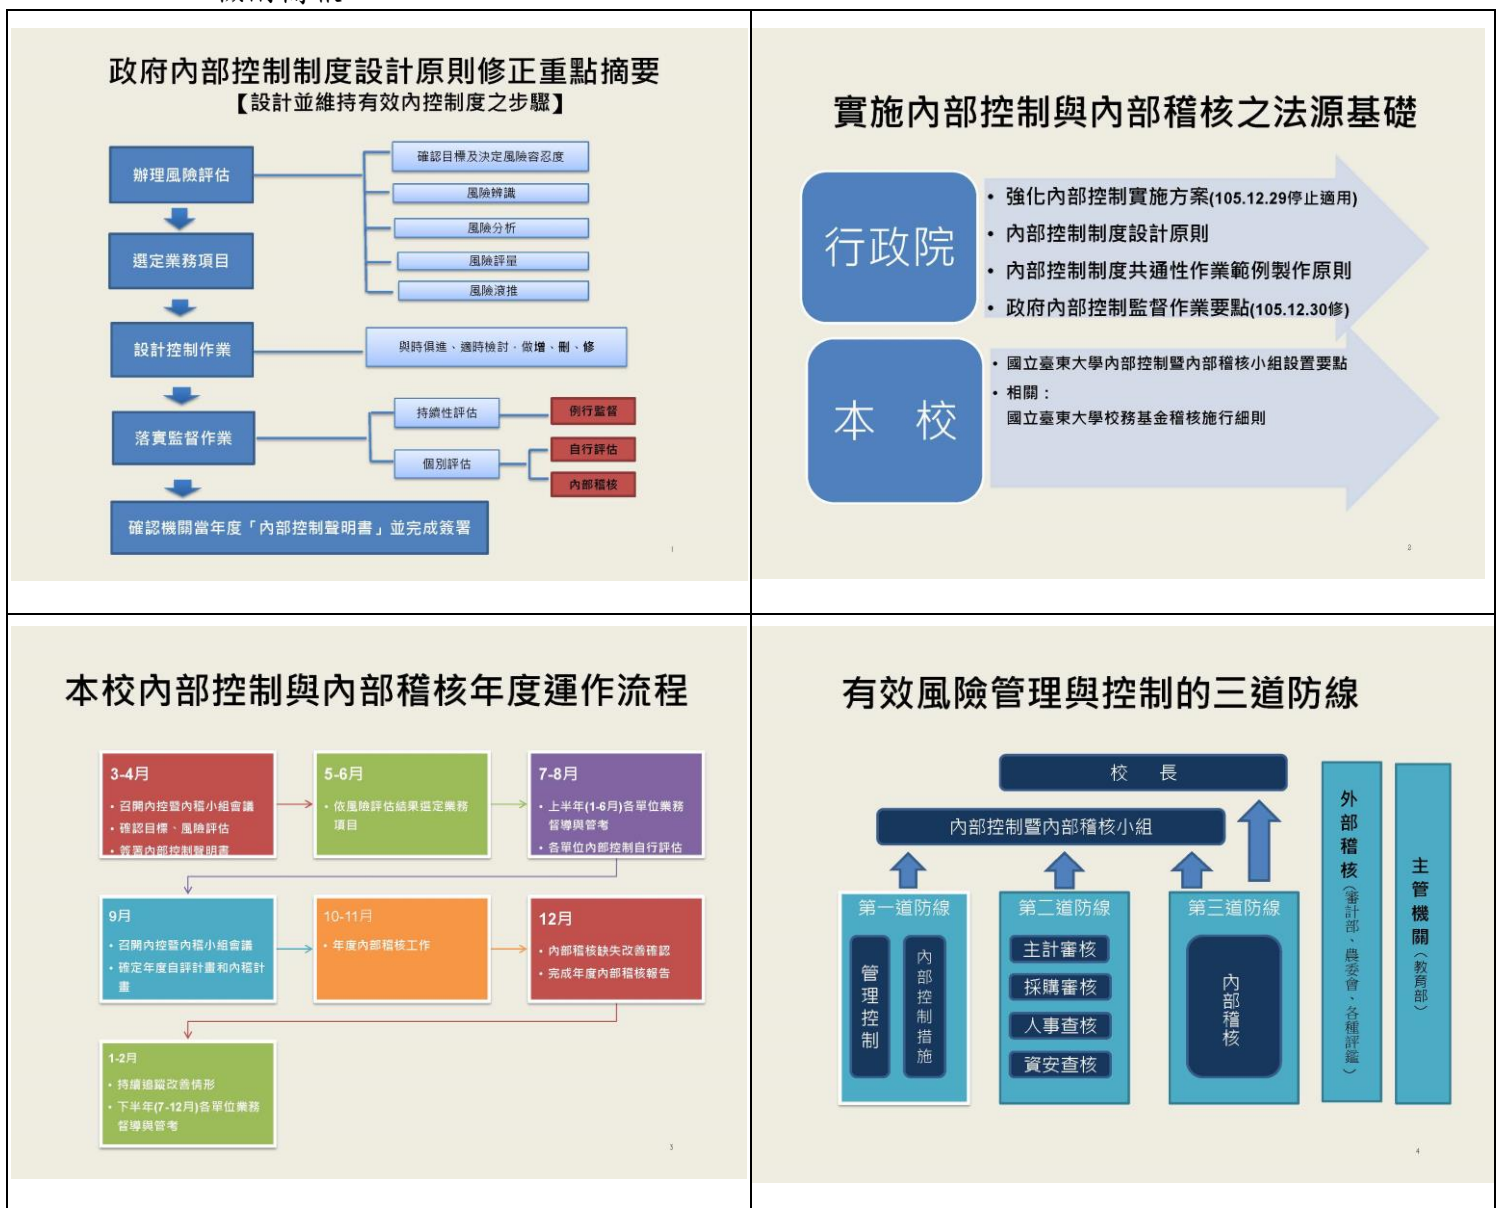 政府內部控制制度設計原則修正重點摘要
【設計並維持有效內控制度之步驟】
辦理風險評估
確認目標及決定風險容忍度
風險辨識
風險分析
風險評量
風險滾推
選定業務項目
設計控制作業
與時俱進、適時檢討，做增、刪、修
落實監督作業
持續性評估
例行監督
個別評估
自行評估
內部稽核
確認機關當年度「內部控制聲明書」並完成簽署
1
實施內部控制與內部稽核之法源基礎
行政院
• 強化內部控制實施方案(105.12.29停止適用)
• 內部控制制度設計原則
• 內部控制制度共通性作業範例製作原則
• 政府內部控制監督作業要點(105.12.30修)
本 校
• 國立臺東大學內部控制暨內部稽核小組設置要點
• 相關：
國立臺東大學校務基金稽核施行細則
2
本校內部控制與內部稽核年度運作流程
3-4月
• 召開內控暨內稽小組會議
• 確認目標、風險評估
• 簽署內部控制聲明書
5-6月
• 依風險評估結果選定業務
項目
7-8月
• 上半年(1-6月)各單位業務
督導與管考
• 各單位內部控制自行評估
9月
• 召開內控暨內稽小組會議
• 確定年度自評計畫和內稽計
畫
10-11月
• 年度內部稽核工作
12月
• 內部稽核缺失改善確認
• 完成年度內部稽核報告
1-2月
• 持續追蹤改善情形
• 下半年(7-12月)各單位業務
督導與管考
3
有效風險管理與控制的三道防線
校 長
內部控制暨內部稽核小組
第一道防線
管理控制
內部控制措施
第二道防線
主計審核
採購審核
人事查核
資安查核
第三道防線
內部稽核
外部稽核（審計部、農委會、各種評鑑）
主管機關（教育部）
4